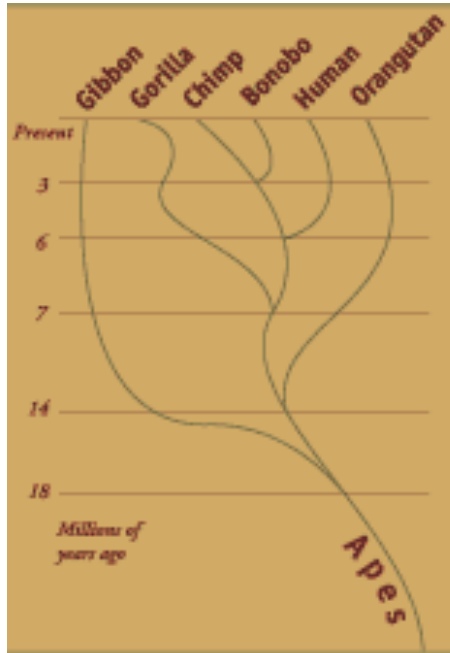 Gibbon
Gorilla
Chimp
Bonobo
Human
Orangutan
Present
3
6
7
14
18
Millions of
years ago
Apes